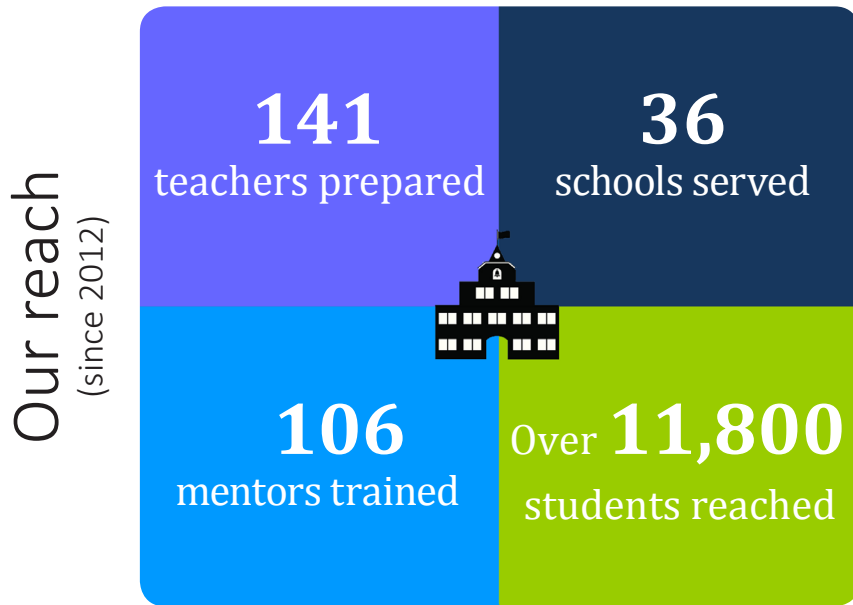 Our reach
(since 2012)
141
teachers prepared
36
schools served
106
mentors trained
Over 11,800
students reached